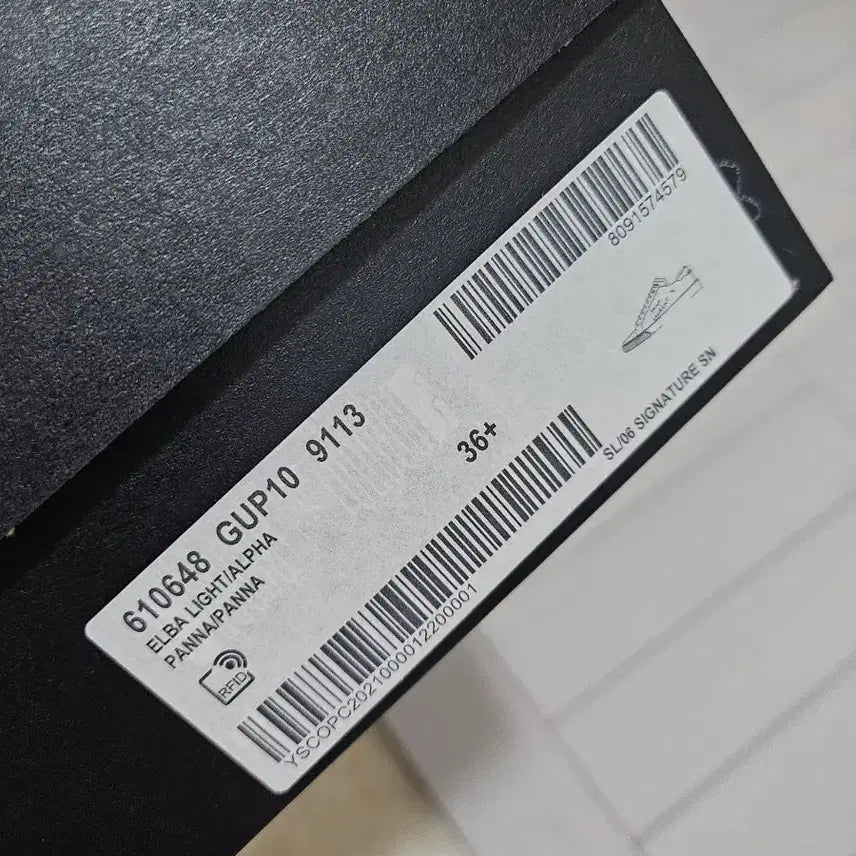 8091574579
610648 GUP10 9113
ELBA LIGHT/ALPHA
PANNA/PANNA
36+
SL/06 SIGNATURE SN
RFID
YSCOPC2021000012200001